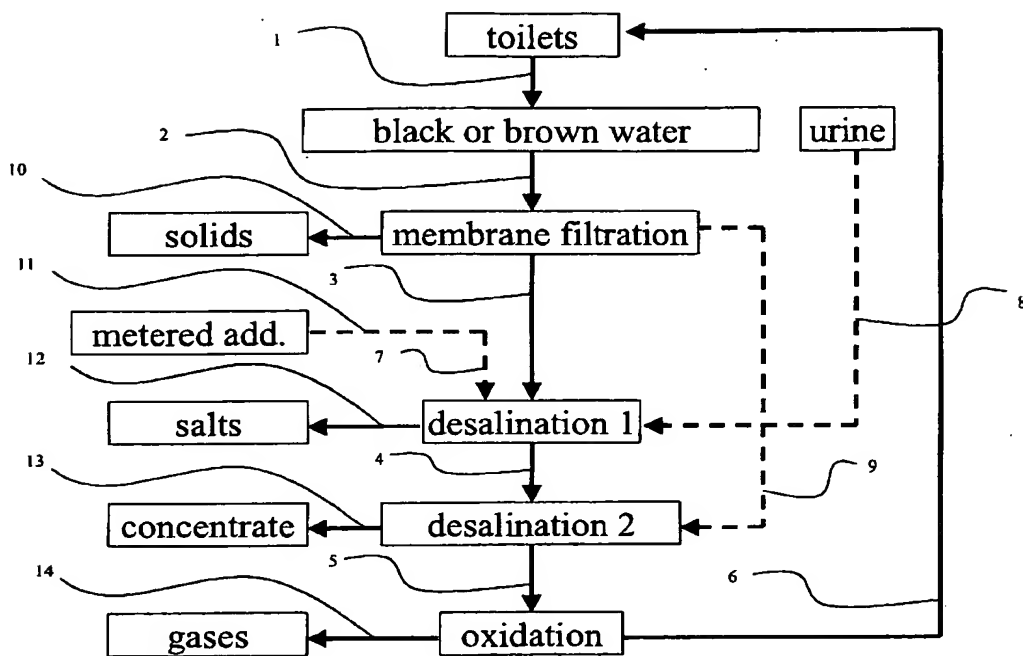 toilets
1
black or brown water
urine
2
10
solids
membrane filtration
11
3
8
metered add.
7
12
salts
desalination 1
4
13
9
concentrate
desalination 2
5
6
14
gases
oxidation